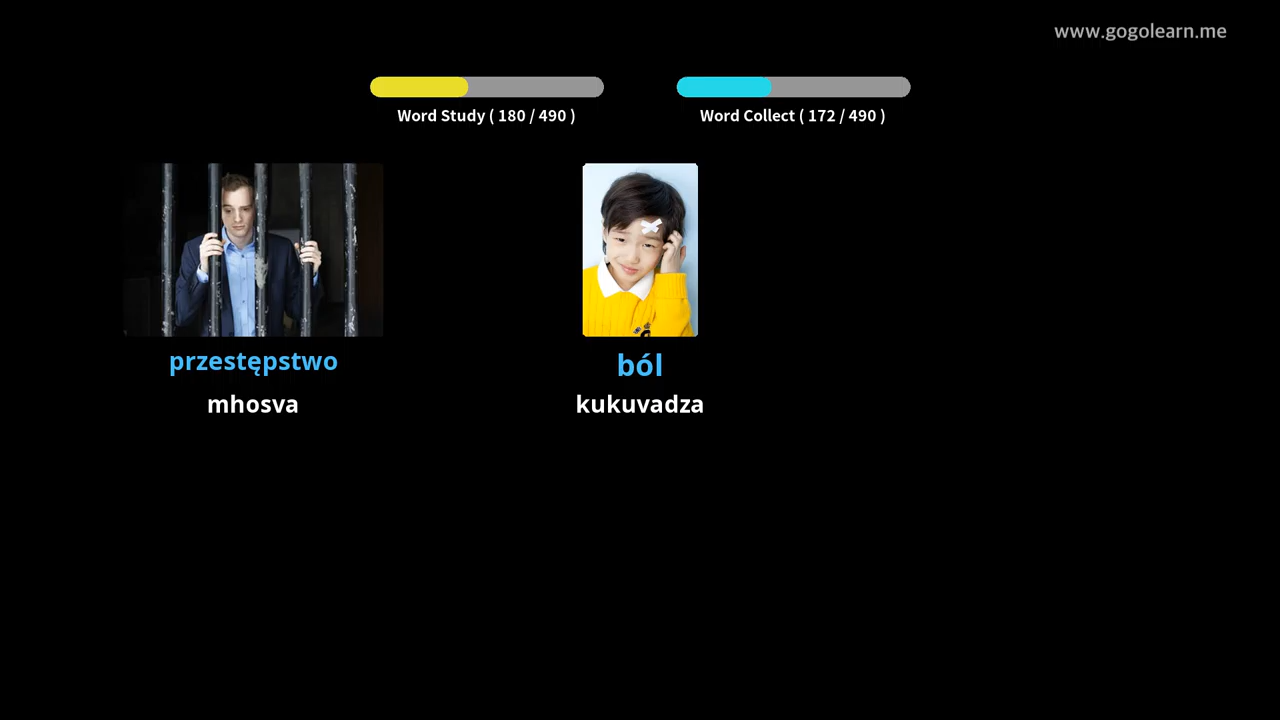 www.gogolearn.me
Word Study ( 180 / 490 )
Word Collect ( 172 / 490 )
przestępstwo
ból
mhosva
kukuvadza